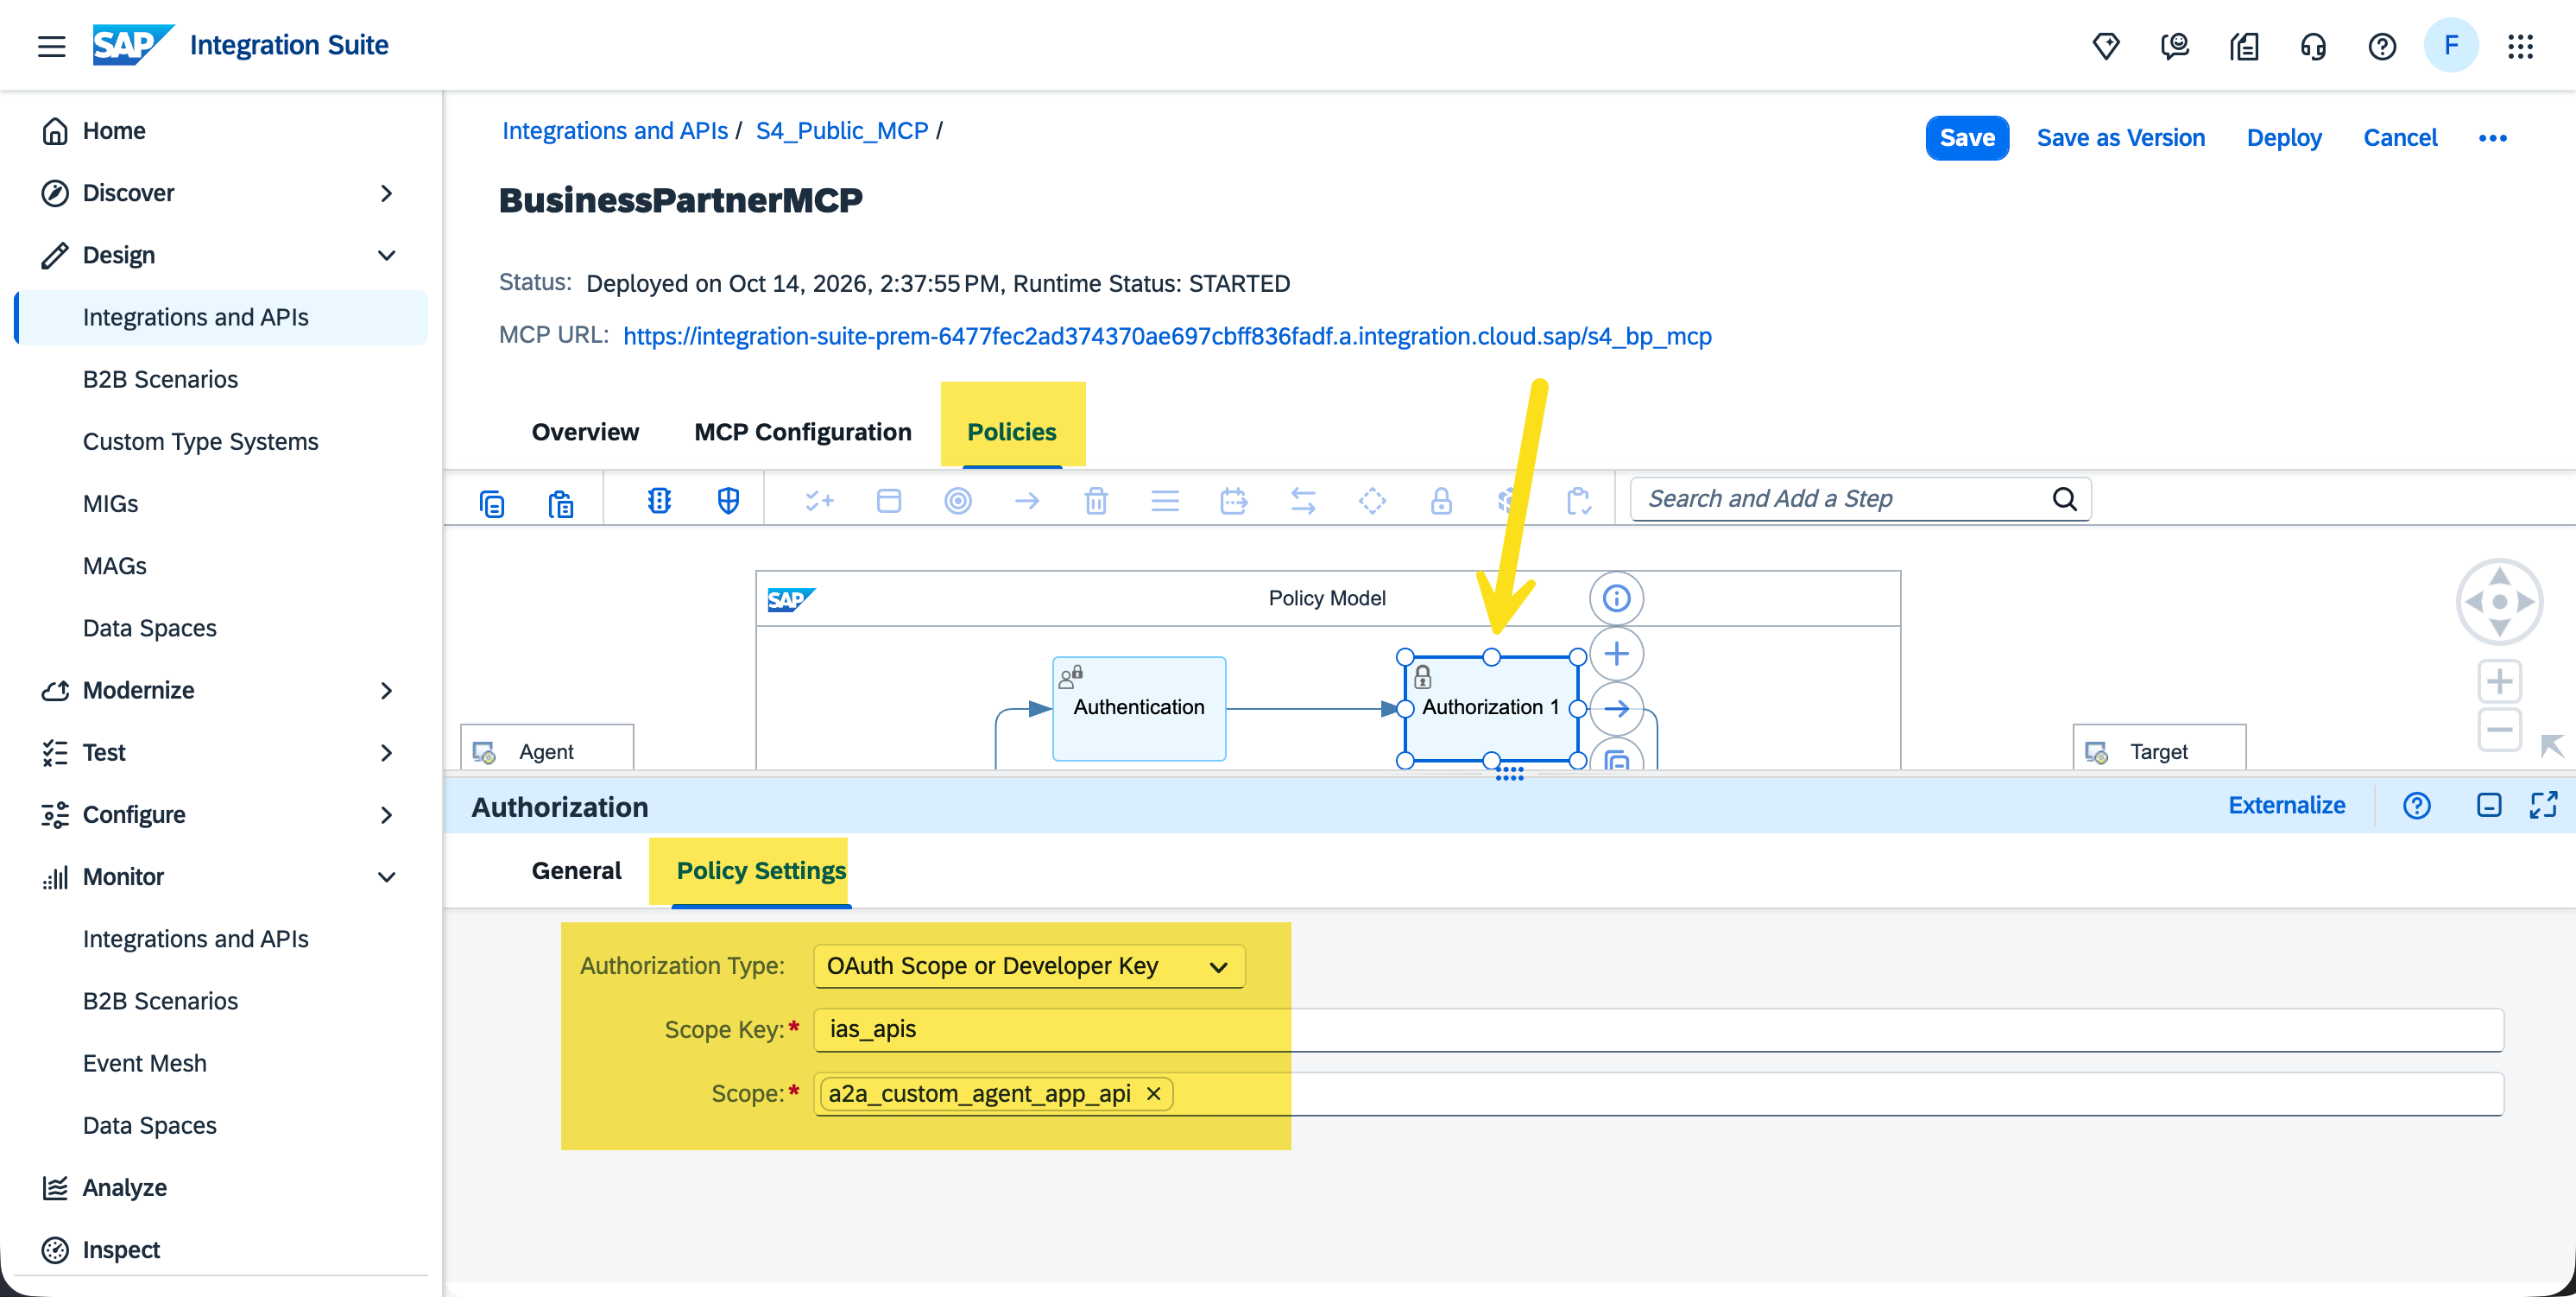 SAP Integration Suite
F
Home
Discover
Design
Integrations and APIs
B2B Scenarios
Custom Type Systems
MIGs
MAGs
Data Spaces
Modernize
Test
Configure
Monitor
Integrations and APIs
B2B Scenarios
Event Mesh
Data Spaces
Analyze
Inspect
Integrations and APIs / S4_Public_MCP /
Save Save as Version Deploy Cancel
BusinessPartnerMCP
Status: Deployed on Oct 14, 2026, 2:37:55 PM, Runtime Status: STARTED
MCP URL: https://integration-suite-prem-6477fec2ad374370ae697cbff836fadf.a.integration.cloud.sap/s4_bp_mcp
Overview MCP Configuration Policies
Search and Add a Step
SAP Policy Model
Authentication Authorization 1
Agent Target
Authorization Externalize
General Policy Settings
Authorization Type: OAuth Scope or Developer Key
Scope Key:* ias_apis
Scope:* a2a_custom_agent_app_api